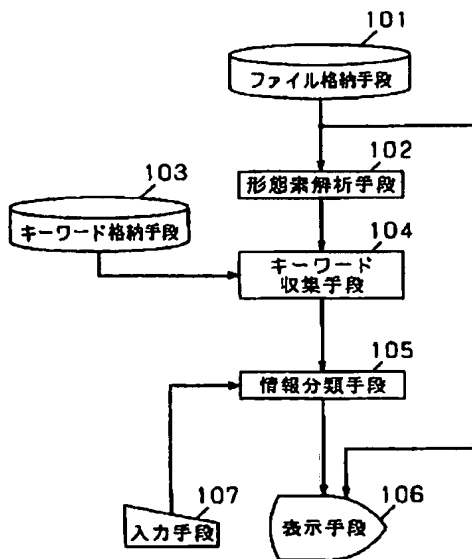 101
ファイル格納手段
102
形態素解析手段
103
キーワード格納手段
104
キーワード
収集手段
105
情報分類手段
107
入力手段
106
表示手段